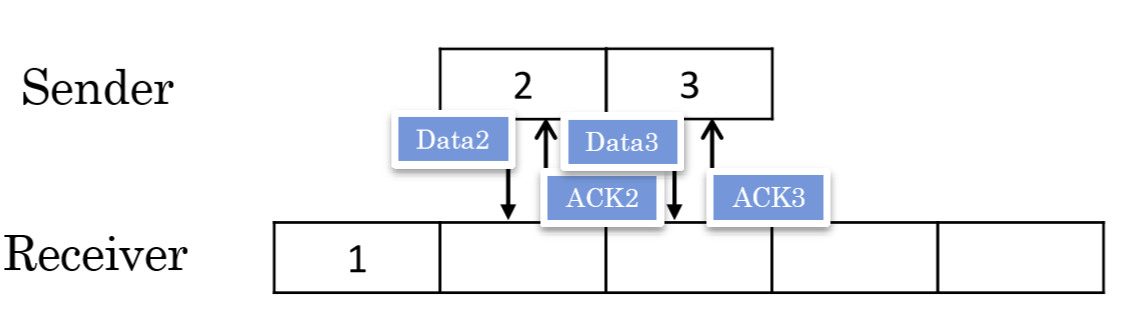 Sender
2
3
Data2
Data3
ACK2
ACK3
Receiver
1